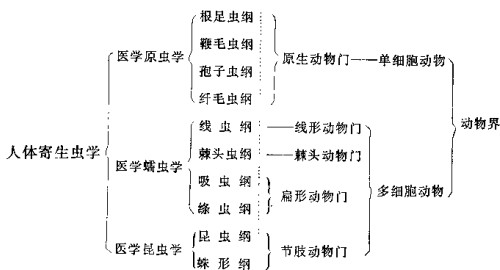 根足虫纲
鞭毛虫纲
医学原虫学
原生动物门——单细胞动物
孢子虫纲
纤毛虫纲
动物界
线虫纲——线形动物门
人体寄生虫学
棘头虫纲——棘头动物门
医学蠕虫学
吸虫纲
多细胞动物
扁形动物门
绦虫纲
昆虫纲
医学昆虫学
节肢动物门
蛛形纲